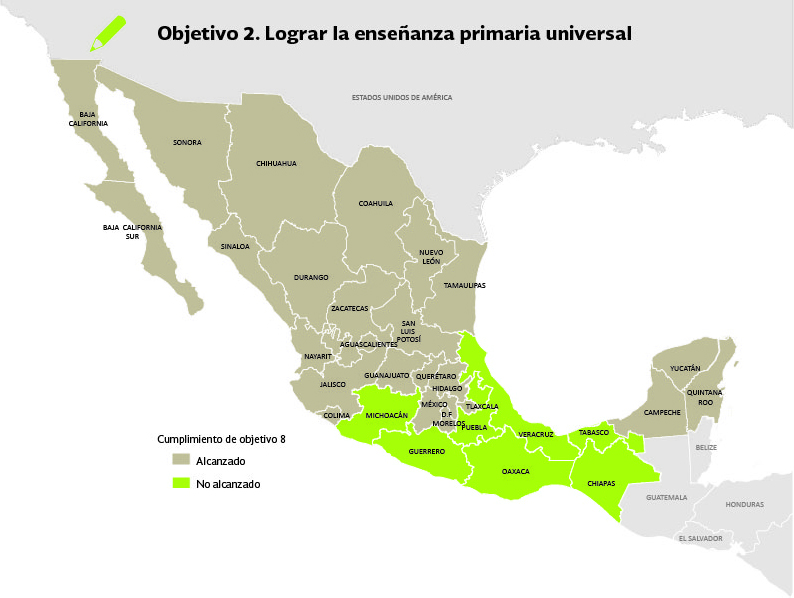 Objetivo 2. Lograr la enseñanza primaria universal
ESTADOS UNIDOS DE AMÉRICA
BAJA
CALIFORNIA
SONORA
CHIHUAHUA
COAHUILA
BAJA CALIFORNIA
SUR
SINALOA
NUEVO
LEÓN
DURANGO
TAMAULIPAS
ZACATECAS
SAN
LUIS
POTOSÍ
AGUASCALIENTES
NAYARIT
YUCATÁN
GUANAJUATO
QUERÉTARO
JALISCO
HIDALGO
QUINTANA
ROO
MÉXICO
TLAXCALA
COLIMA
MICHOACÁN
D.F
CAMPECHE
MORELOS
PUEBLA
VERACRUZ
TABASCO
Cumplimiento de objetivo 8
BELIZE
GUERRERO
Alcanzado
OAXACA
No alcanzado
CHIAPAS
GUATEMALA
HONDURAS
EL SALVADOR